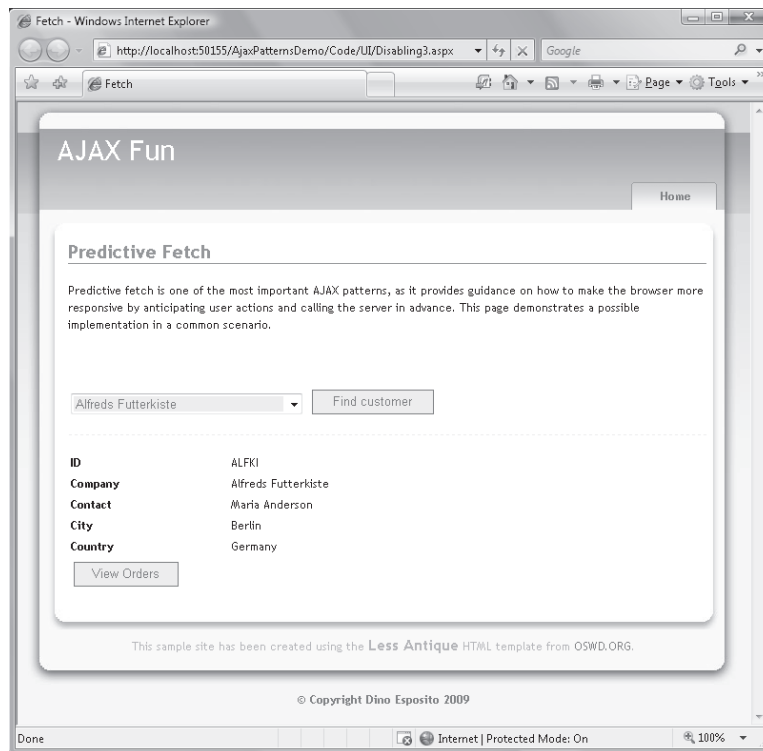 Fetch - Windows Internet Explorer
http://localhost:50155/AjaxPatternsDemo/Code/UI/Disabling3.aspx
Google
Fetch
Page
Tools
AJAX Fun
Home
Predictive Fetch
Predictive fetch is one of the most important AJAX patterns, as it provides guidance on how to make the browser more
responsive by anticipating user actions and calling the server in advance. This page demonstrates a possible
implementation in a common scenario.
Alfreds Futterkiste
Find customer
ID ALFKI
Company Alfreds Futterkiste
Contact Maria Anderson
City Berlin
Country Germany
View Orders
This sample site has been created using the Less Antique HTML template from OSWD.ORG.
© Copyright Dino Esposito 2009
Done
Internet | Protected Mode: On
100%